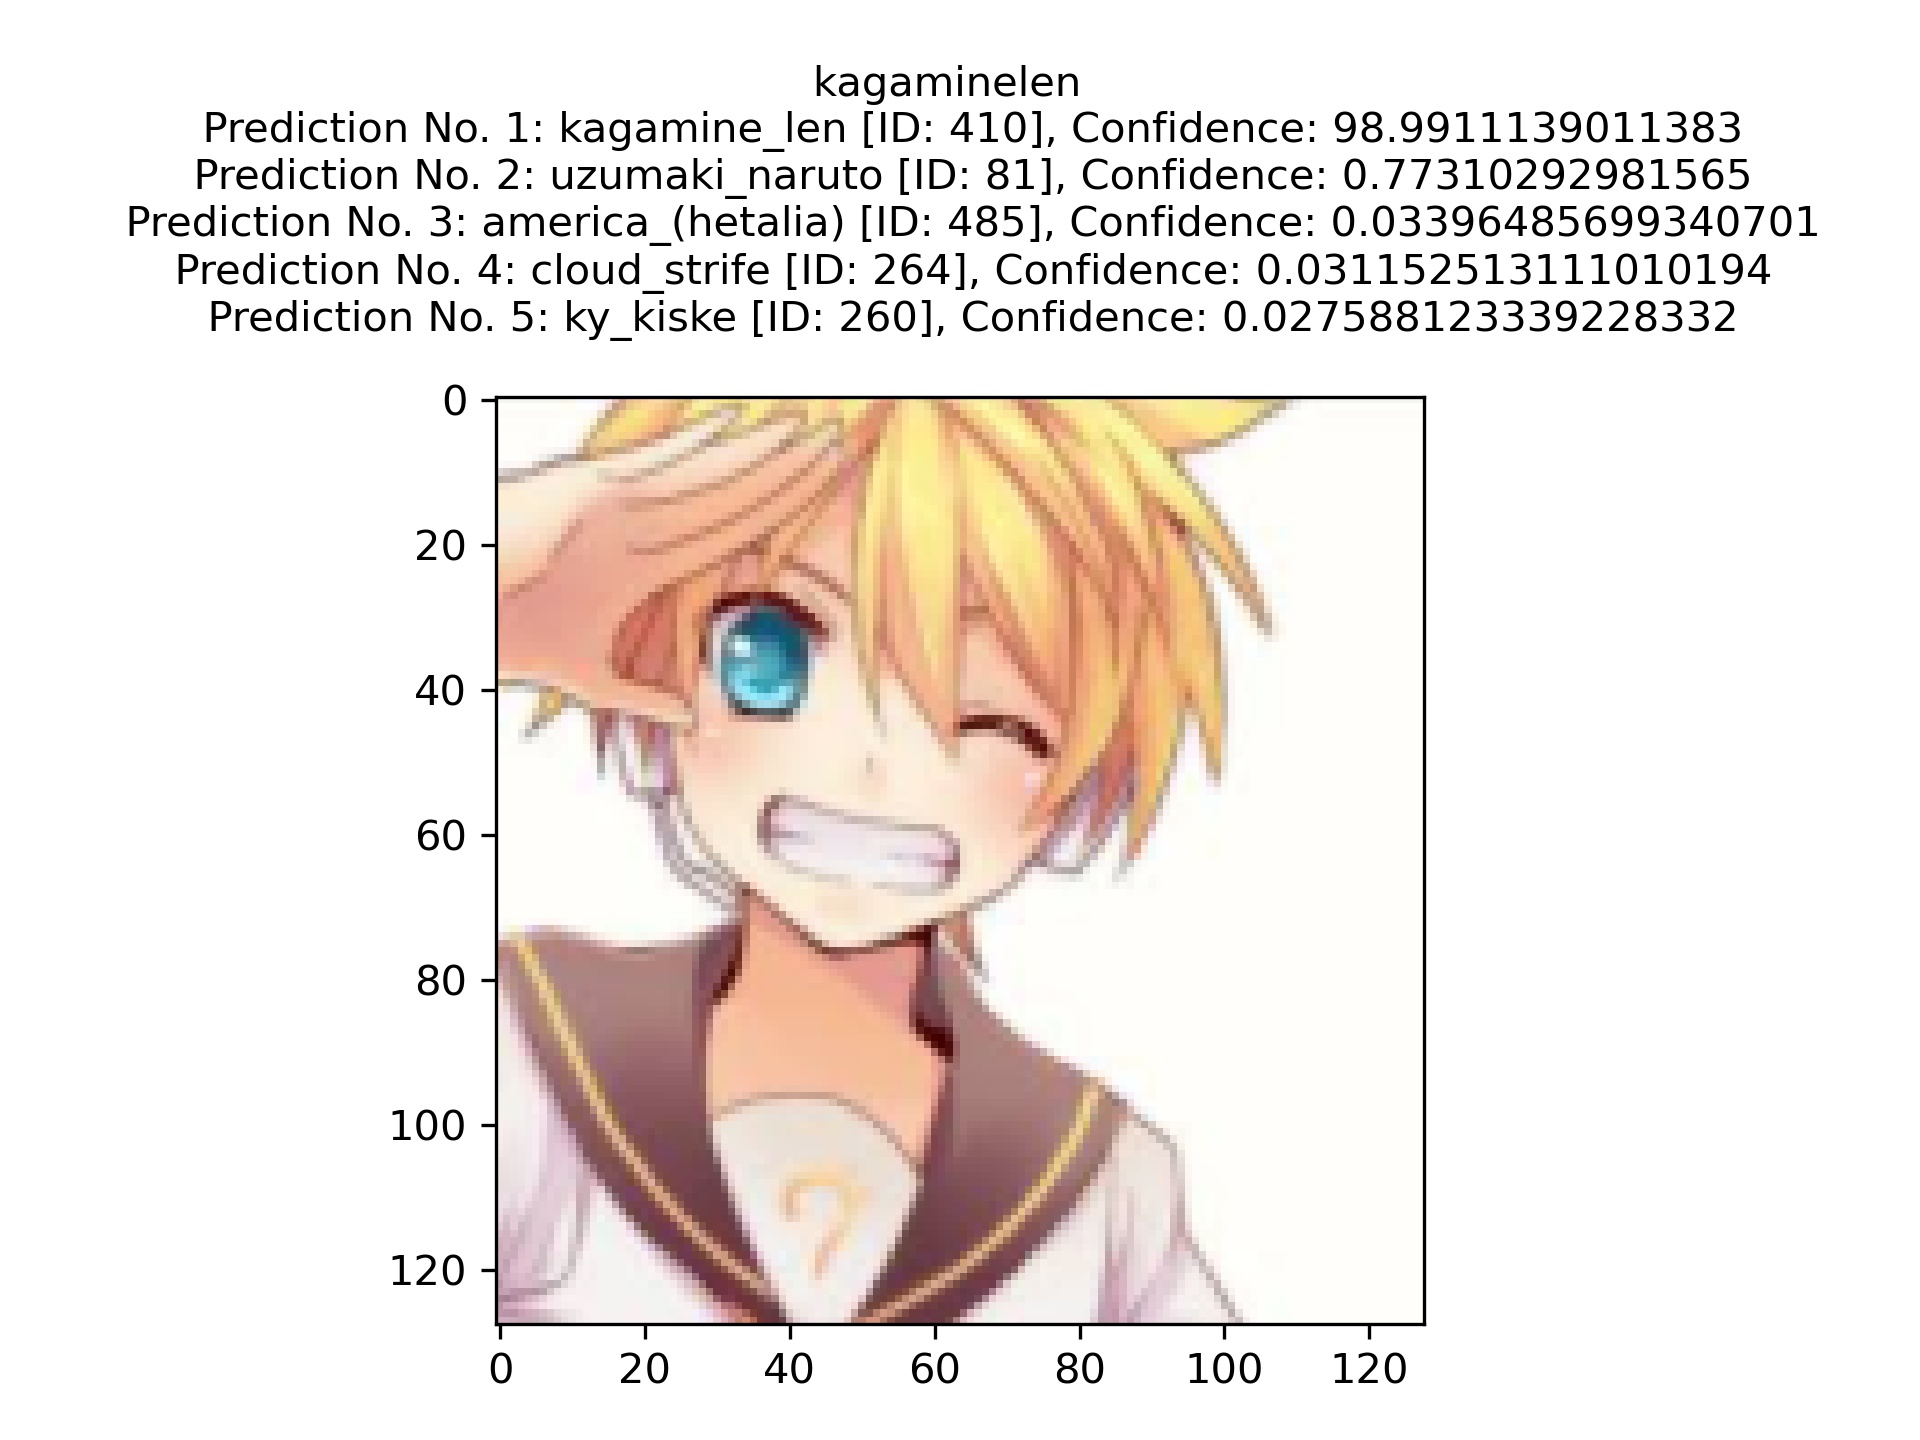 kagaminelen
Prediction No. 1: kagamine_len [ID: 410], Confidence: 98.9911139011383
Prediction No. 2: uzumaki_naruto [ID: 81], Confidence: 0.77310292981565
Prediction No. 3: america_(hetalia) [ID: 485], Confidence: 0.033964856993407​01
Prediction No. 4: cloud_strife [ID: 264], Confidence: 0.031152513111010194
Prediction No. 5: ky_kiske [ID: 260], Confidence: 0.027588123339228332
0
20
40
60
80
100
120
?
0 20 40 60 80 100 120